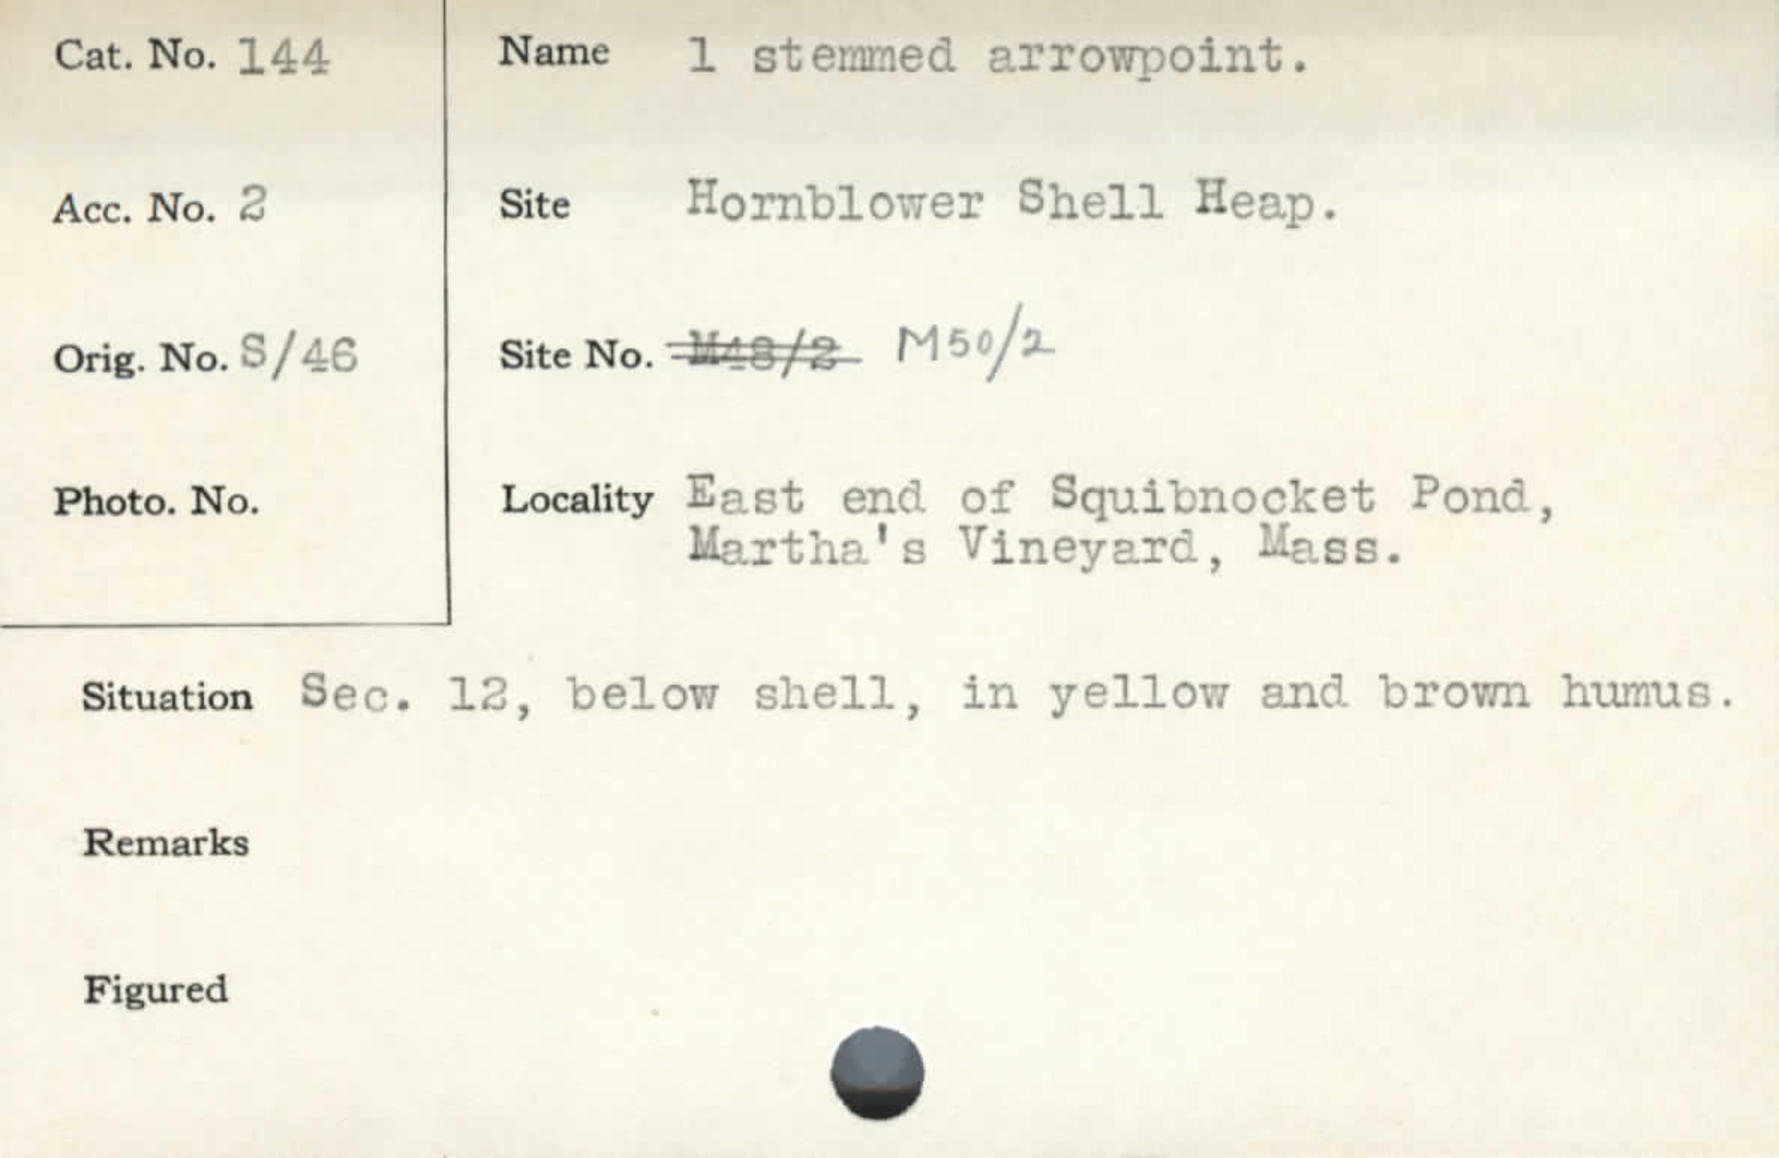 Cat. No. 144
Name 1 stemmed arrowpoint.
Acc. No. 2
Site Hornblower Shell Heap.
Orig. No. S/46
Site No. M48/2 M50/2
Photo. No.
Locality East end of Squibnocket Pond,
Martha's Vineyard, Mass.
Situation Sec. 12, below shell, in yellow and brown humus.
Remarks
Figured